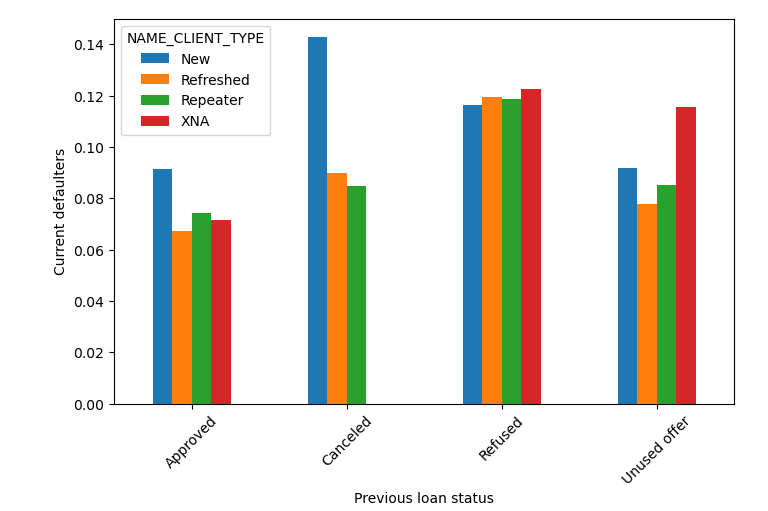 NAME_CLIENT_TYPE
New
Refreshed
Repeater
XNA
0.14
0.12
0.10
0.08
0.06
0.04
0.02
0.00
Current defaulters
Approved
Canceled
Refused
Unused offer
Previous loan status